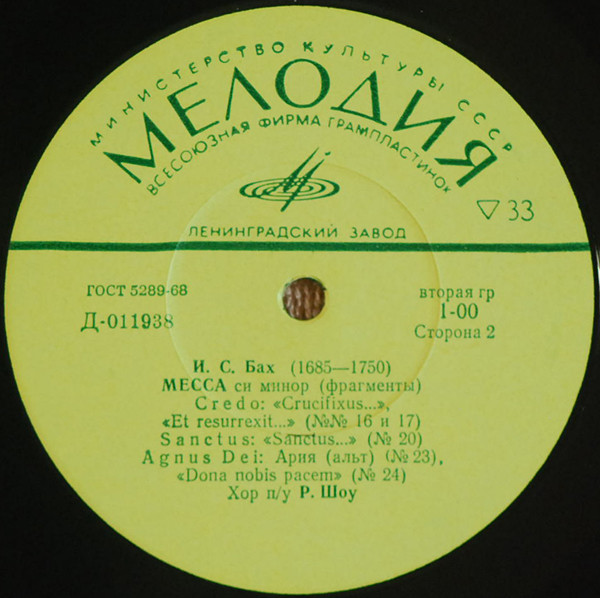 МИНИСТЕРСТВО КУЛЬТУРЫ СССР
МЕЛОДИЯ
ВСЕСОЮЗНАЯ ФИРМА ГРАМПЛАСТИНОК
▽ 33
ЛЕНИНГРАДСКИЙ ЗАВОД
ГОСТ 5289-68
Д-011938
вторая гр
1-00
Сторона 2
И. С. Бах (1685—1750)
МЕССА си минор (фрагменты)
Credo: «Crucifixus...»,
«Et resurrexit...» (№№ 16 и 17)
Sanctus: «Sanctus...» (№ 20)
Agnus Dei: Ария (альт) (№ 23),
«Dona nobis pacem» (№ 24)
Хор п/у Р. Шоу